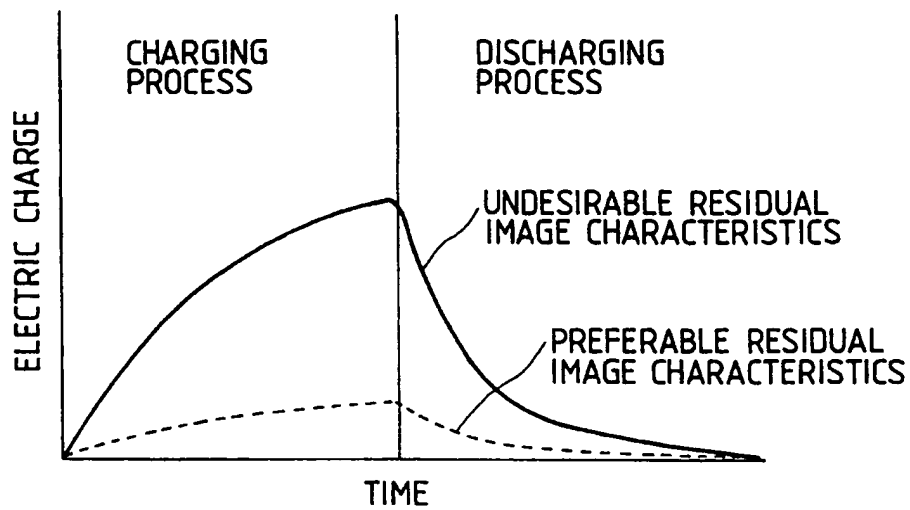 CHARGING
PROCESS
DISCHARGING
PROCESS
ELECTRIC CHARGE
UNDESIRABLE RESIDUAL
IMAGE CHARACTERISTICS
PREFERABLE RESIDUAL
IMAGE CHARACTERISTICS
TIME